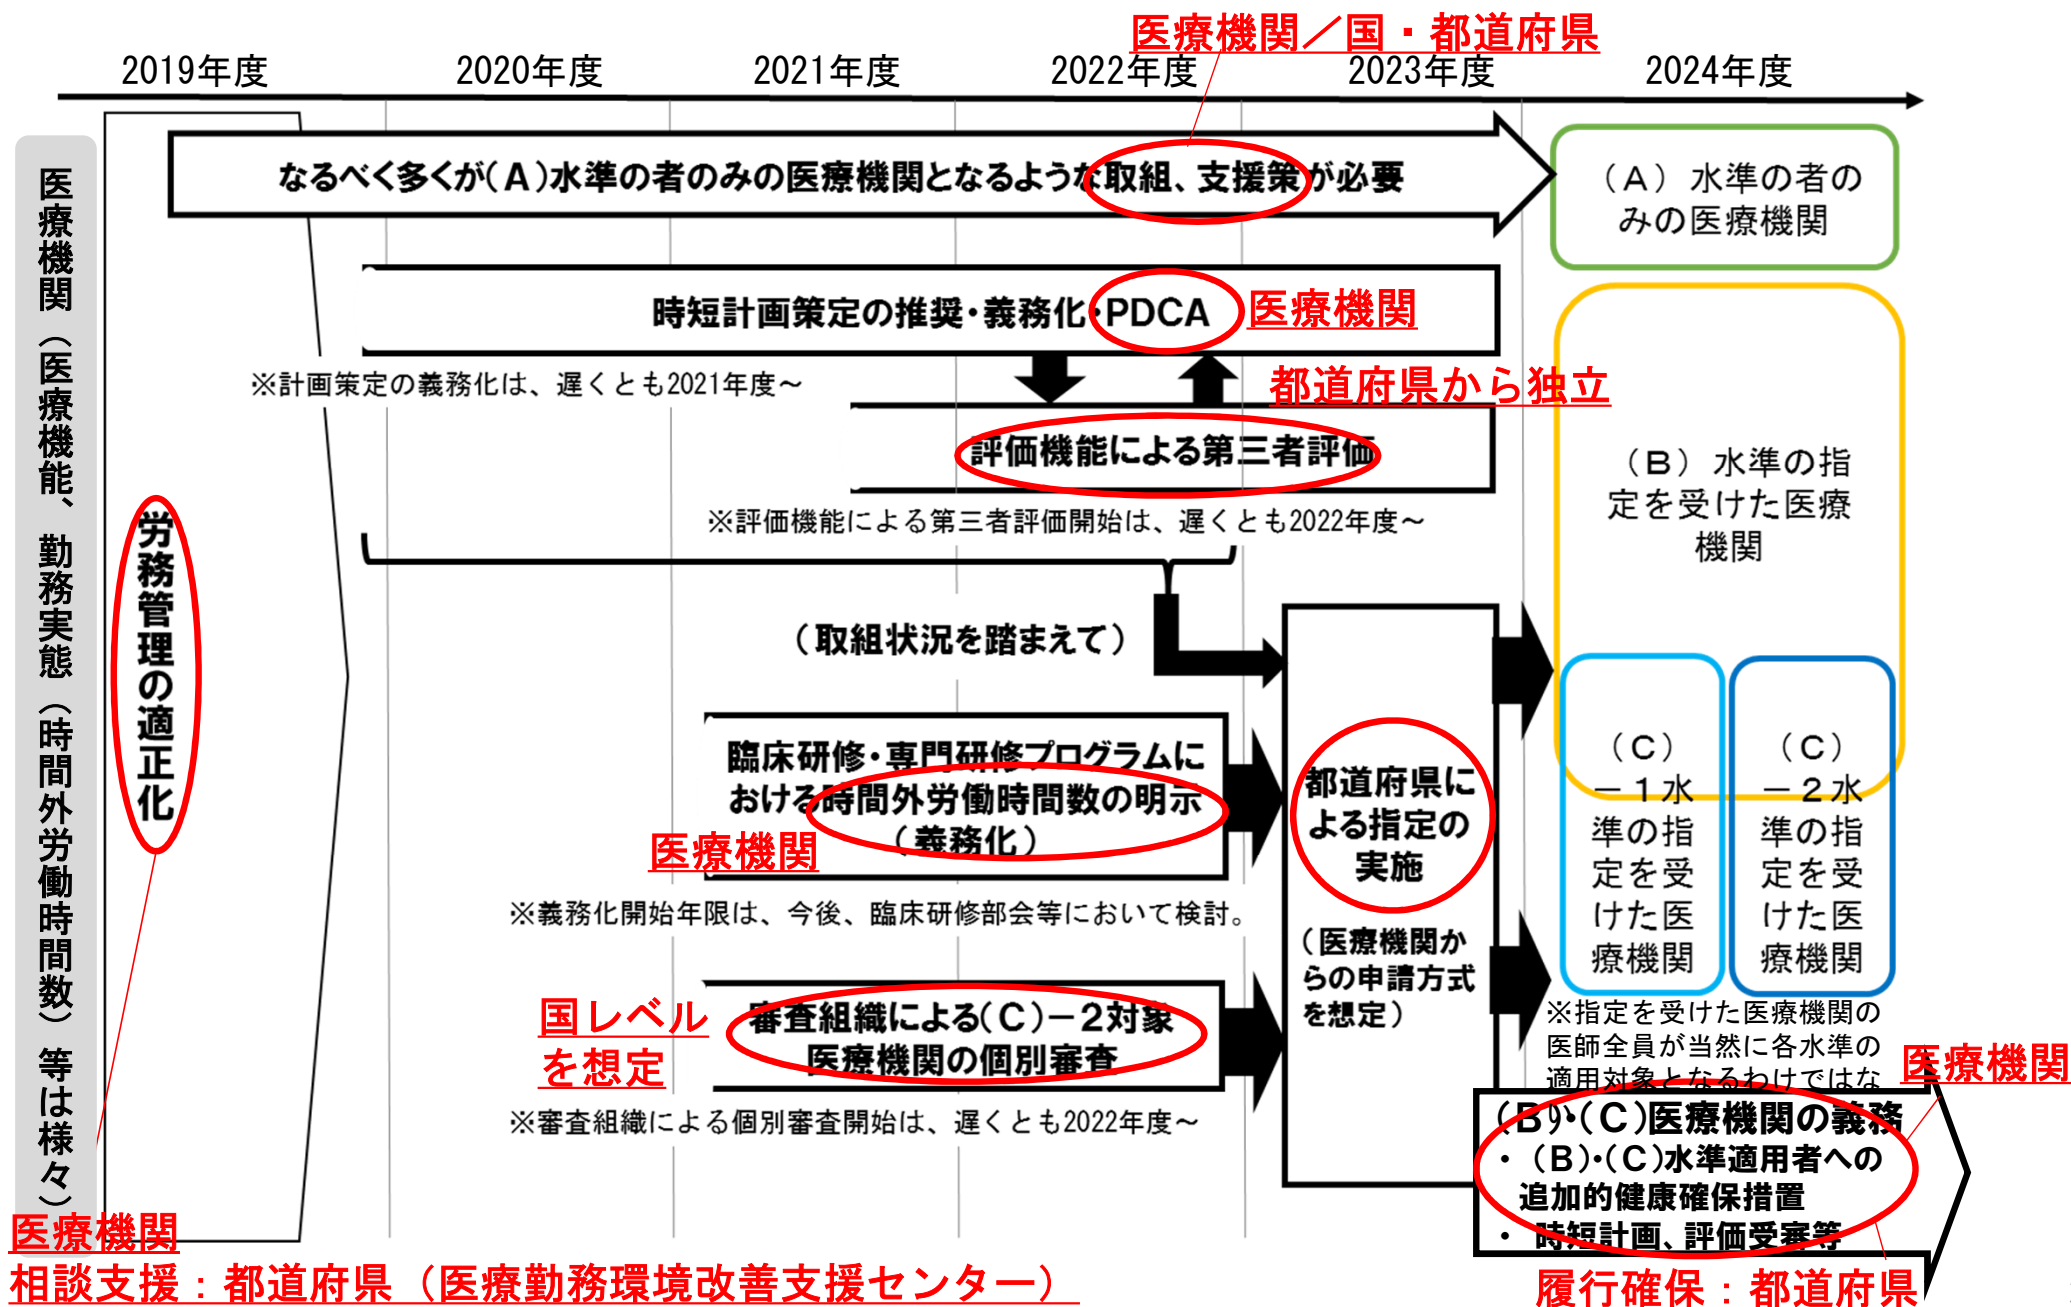 医療機関／国・都道府県
2019年度
2020年度
2021年度
2022年度
2023年度
2024年度
医療機関（医療機能、勤務実態（時間外労働時間数）等は様々）
なるべく多くが（Ａ）水準の者のみの医療機関となるような取組、支援策が必要
（Ａ）水準の者の
みの医療機関
時短計画策定の推奨・義務化・PDCA
医療機関
※計画策定の義務化は、遅くとも2021年度～
都道府県から独立
評価機能による第三者評価
※評価機能による第三者評価開始は、遅くとも2022年度～
（Ｂ）水準の指
定を受けた医療
機関
労務管理の適正化
（取組状況を踏まえて）
臨床研修・専門研修プログラムに
おける時間外労働時間数の明示
（義務化）
医療機関
※義務化開始年限は、今後、臨床研修部会等において検討。
都道府県に
よる指定の
実施
（医療機関か
らの申請方式
を想定）
（Ｃ）
－１水
準の指
定を受
けた医
療機関
（Ｃ）
－２水
準の指
定を受
けた医
療機関
国レベル
を想定
審査組織による（Ｃ）－２対象
医療機関の個別審査
※審査組織による個別審査開始は、遅くとも2022年度～
※指定を受けた医療機関の
医師全員が当然に各水準の
適用対象となるわけではな
医療機関
（Ｂ）・（Ｃ）医療機関の義務
・（Ｂ）・（Ｃ）水準適用者への
追加的健康確保措置
・ 時短計画、評価受審等
医療機関
相談支援：都道府県（医療勤務環境改善支援センター）
履行確保：都道府県